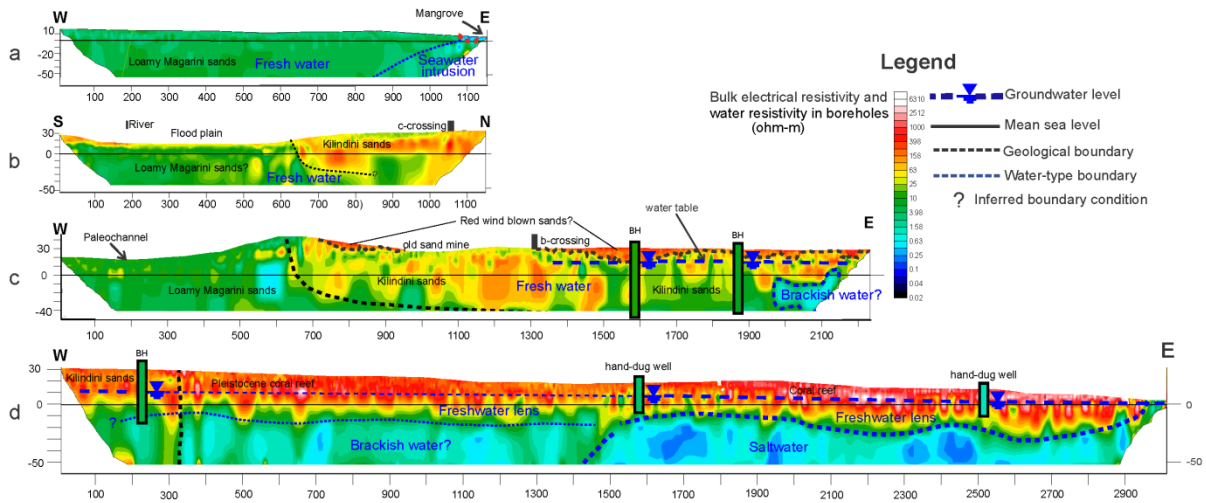 W
Mangrove
E
a
10
0
-20
-50
Loamy Magarini sands
Fresh water
Seawater
intrusion
100 200 300 400 500 600 700 800 900 1000 1100
S
N
b
30
0
-50
River
Flood plain
c-crossing
Kilindini sands
Loamy Magarini sands?
Fresh water
?
100 200 300 400 500 600 700 80) 900 1000 1100
W
E
c
30
0
-40
Paleochannel
Red wind blown sands?
old sand mine
b-crossing
BH
water table
BH
Loamy Magarini sands
Kilindini sands
Fresh water
Kilindini sands
Brackish water?
100 300 500 700 900 1100 1300 1500 1700 1900 2100
W
E
d
30
0
-50
BH
hand-dug well
hand-dug well
Kilindini sands
Pleistocene coral reef
Coral reef
?
Freshwater lens
Freshwater lens
Brackish water?
Saltwater
0
-50
100 300 500 700 900 1100 1300 1500 1700 1900 2100 2300 2500 2700 2900
Legend
Bulk electrical resistivity and
water resistivity in boreholes
(ohm-m)
6310
2512
1000
398
159
63
25
10
3.98
1.58
0.63
0.25
0.10
0.04
0.02
Groundwater level
Mean sea level
Geological boundary
Water-type boundary
? Inferred boundary condition